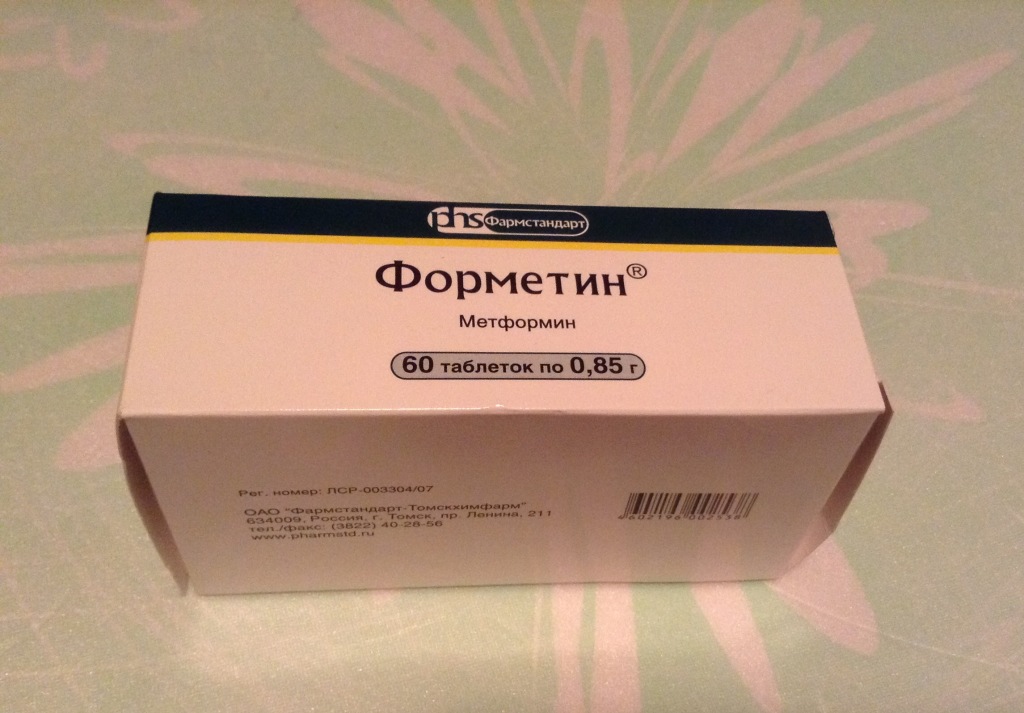 phs Фармстандарт
Форметин®
Метформин
60 таблеток по 0,85 г
Рег. номер: ЛСР-003304/07
ОАО "Фармстандарт-Томскхимфарм"
634009, Россия, г. Томск, пр. Ленина, 211
тел./факс: (3822) 40-28-56
www.pharmstd.ru